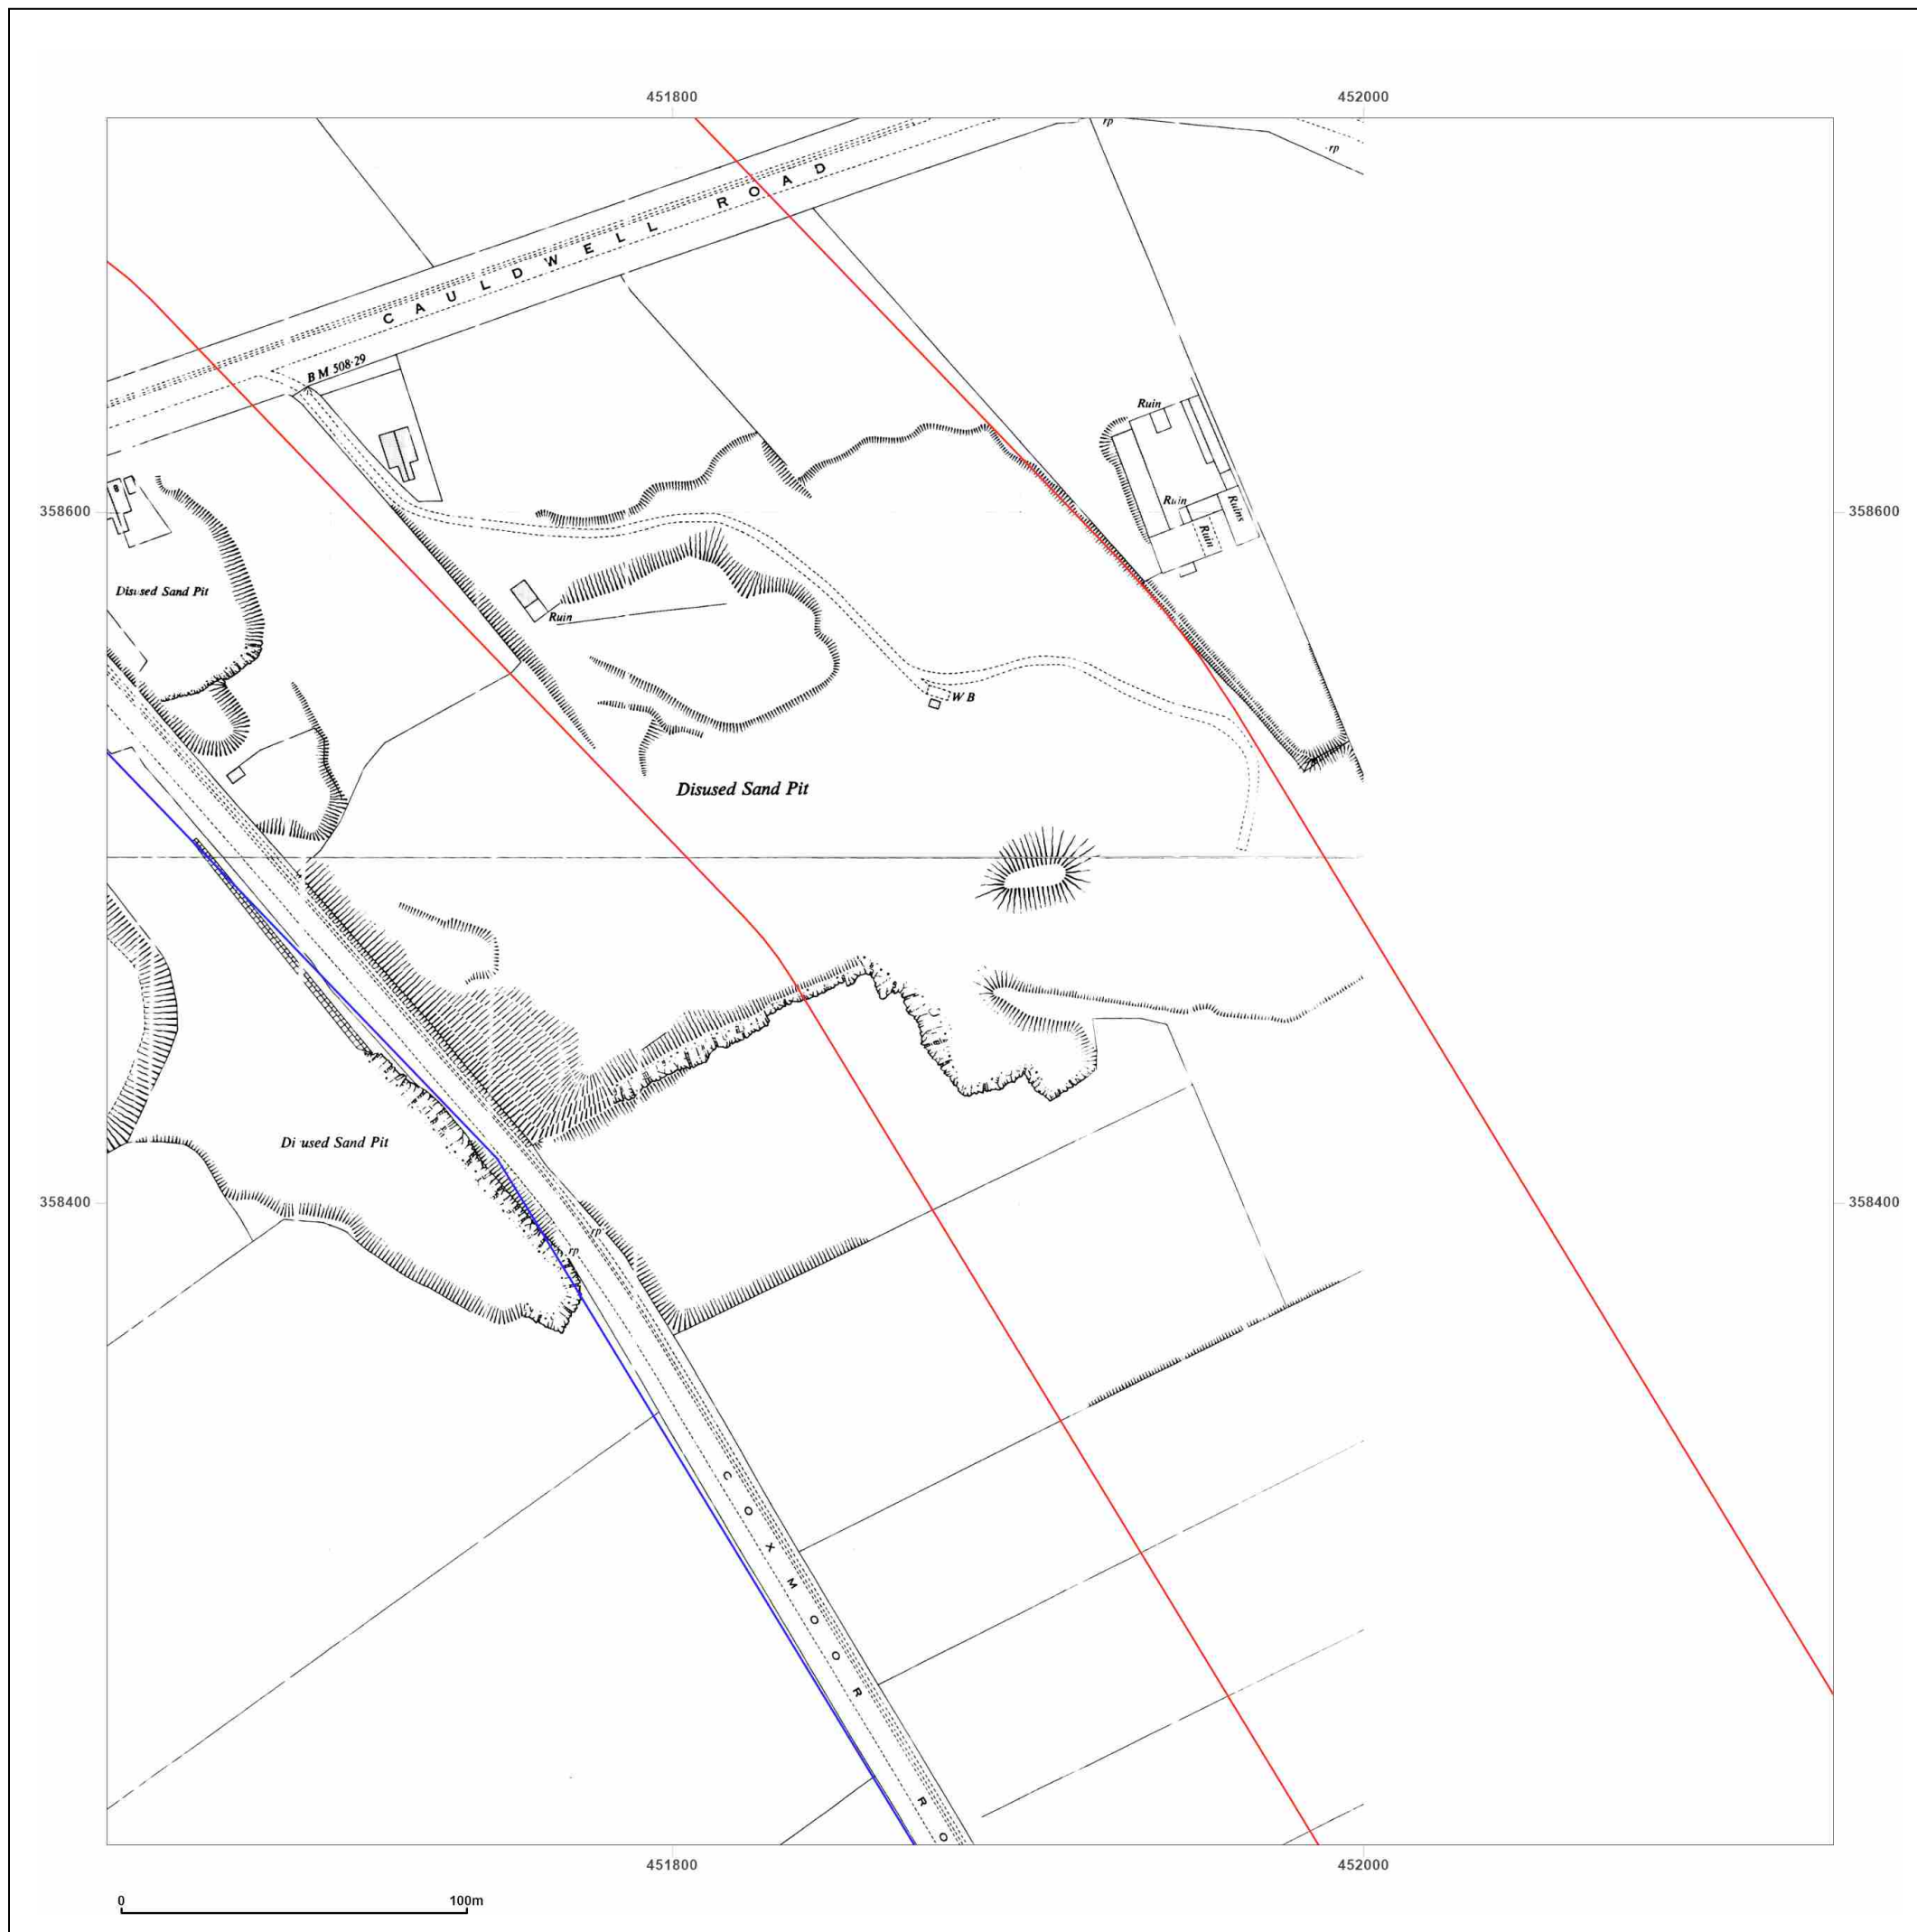 451800
452000
rp
rp
CAULDWELL ROAD
BM 508·29
Ruin
358600
358600
Ruin
Ruin
Ruins
Disused Sand Pit
Ruin
W B
Disused Sand Pit
Di used Sand Pit
358400
358400
rp
rp
COXMOOR RO
451800
452000
0
100m